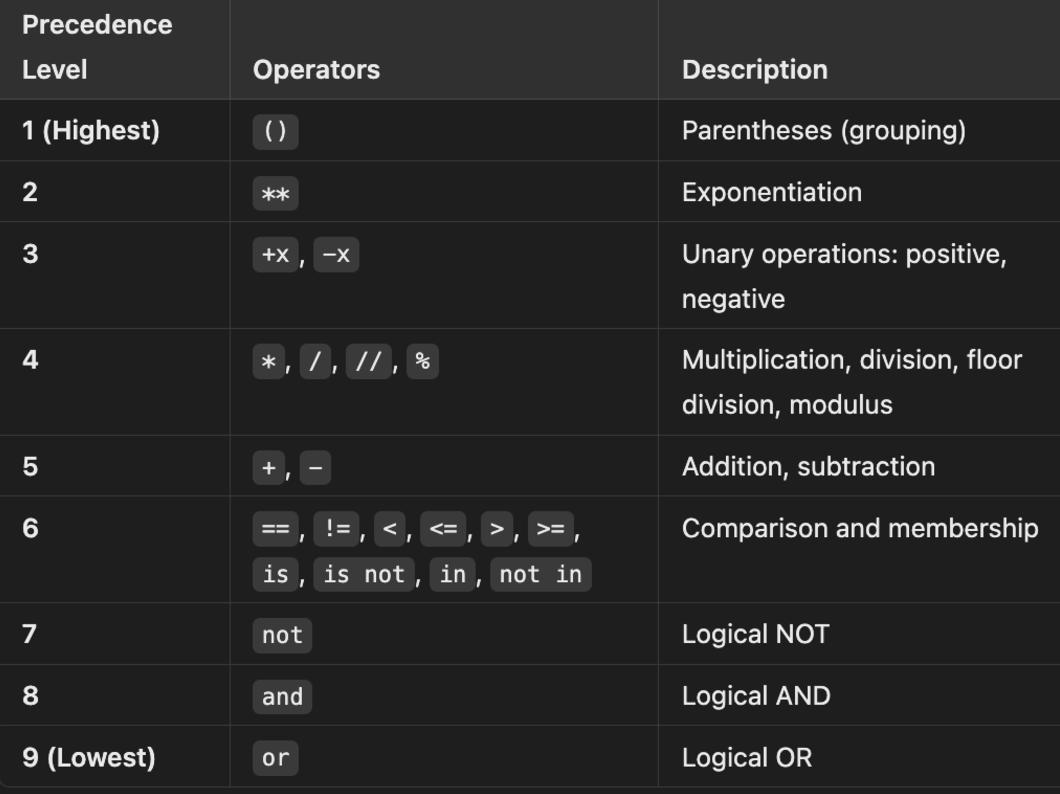 Precedence
Level Operators Description
1 (Highest) () Parentheses (grouping)
2 ** Exponentiation
3 +x, -x Unary operations: positive,
negative
4 *, /, //, % Multiplication, division, floor
division, modulus
5 +, - Addition, subtraction
6 ==, !=, <, <=, >, >=, Comparison and membership
is, is not, in, not in
7 not Logical NOT
8 and Logical AND
9 (Lowest) or Logical OR